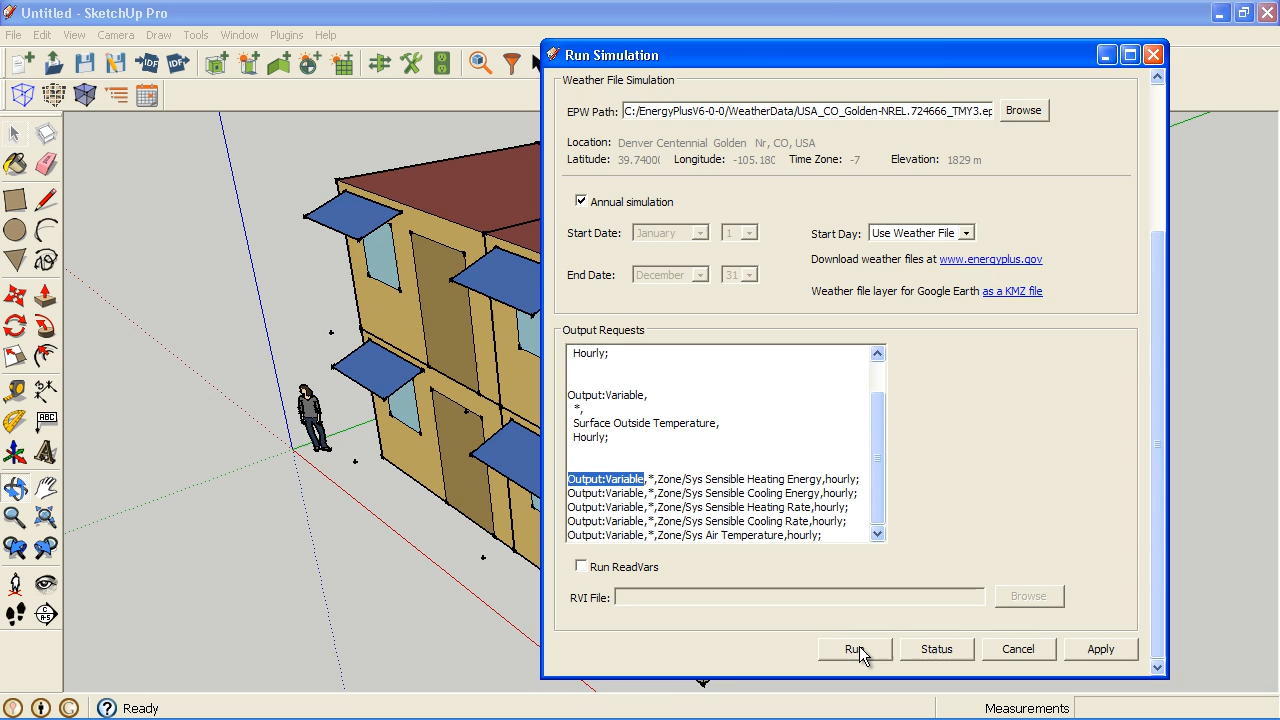 Untitled - SketchUp Pro
File Edit View Camera Draw Tools Window Plugins Help
IDF IDF
Run Simulation
Weather File Simulation
EPW Path: C:/EnergyPlusV6-0-0/WeatherData/USA_CO_Golden-NREL.724666_TMY3.ep Browse
Location: Denver Centennial Golden Nr, CO, USA
Latitude: 39.7400 Longitude: -105.180 Time Zone: -7 Elevation: 1829 m
Annual simulation
Start Date: January 1 Start Day: Use Weather File
Download weather files at www.energyplus.gov
End Date: December 31
Weather file layer for Google Earth as a KMZ file
Output Requests
Hourly;
Output:Variable,
*,
Surface Outside Temperature,
Hourly;
Output:Variable,*,Zone/Sys Sensible Heating Energy,hourly;
Output:Variable,*,Zone/Sys Sensible Cooling Energy,hourly;
Output:Variable,*,Zone/Sys Sensible Heating Rate,hourly;
Output:Variable,*,Zone/Sys Sensible Cooling Rate,hourly;
Output:Variable,*,Zone/Sys Air Temperature,hourly;
Run ReadVars
RVI File: Browse
Run Status Cancel Apply
ABC
Ready Measurements